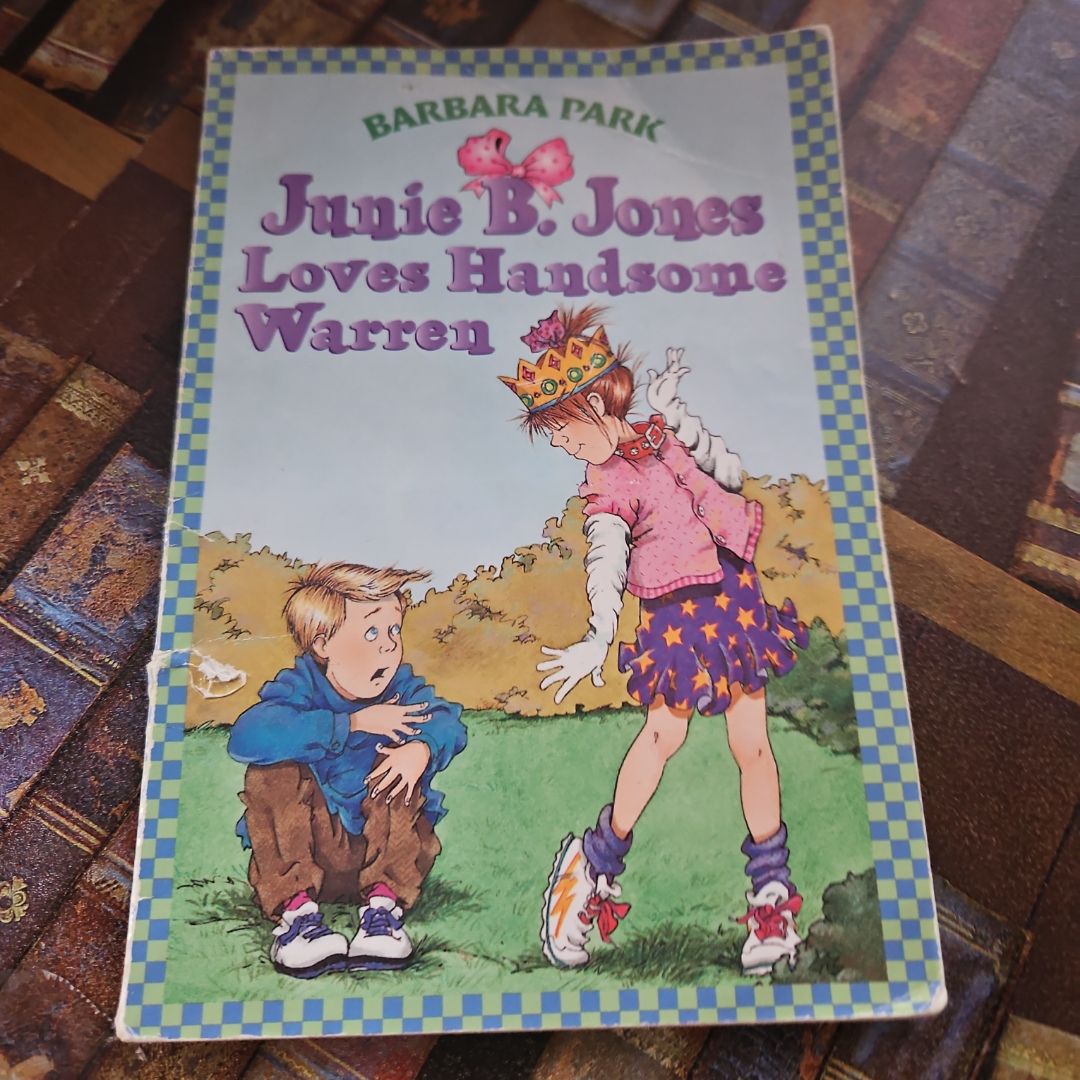 BARBARA PARK
Junie B. Jones
Loves Handsome
Warren